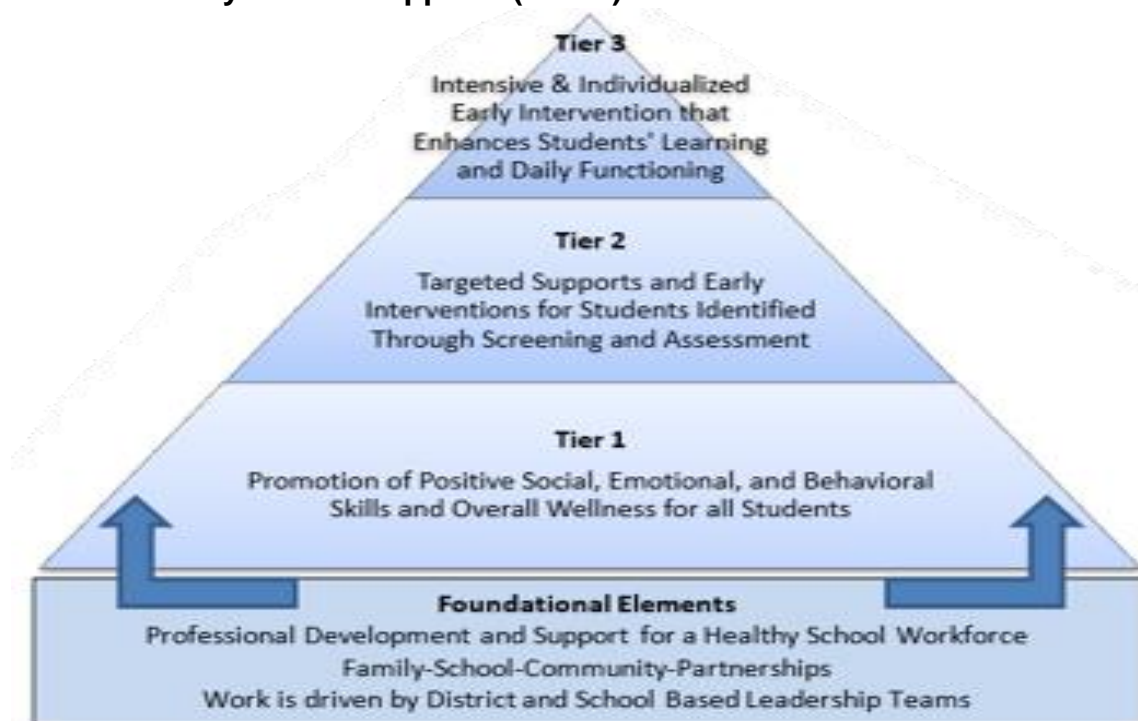 Tier 3
Intensive & Individualized
Early Intervention that
Enhances Students' Learning
and Daily Functioning
Tier 2
Targeted Supports and Early
Interventions for Students Identified
Through Screening and Assessment
Tier 1
Promotion of Positive Social, Emotional, and Behavioral
Skills and Overall Wellness for all Students
Foundational Elements
Professional Development and Support for a Healthy School Workforce
Family-School-Community-Partnerships
Work is driven by District and School Based Leadership Teams